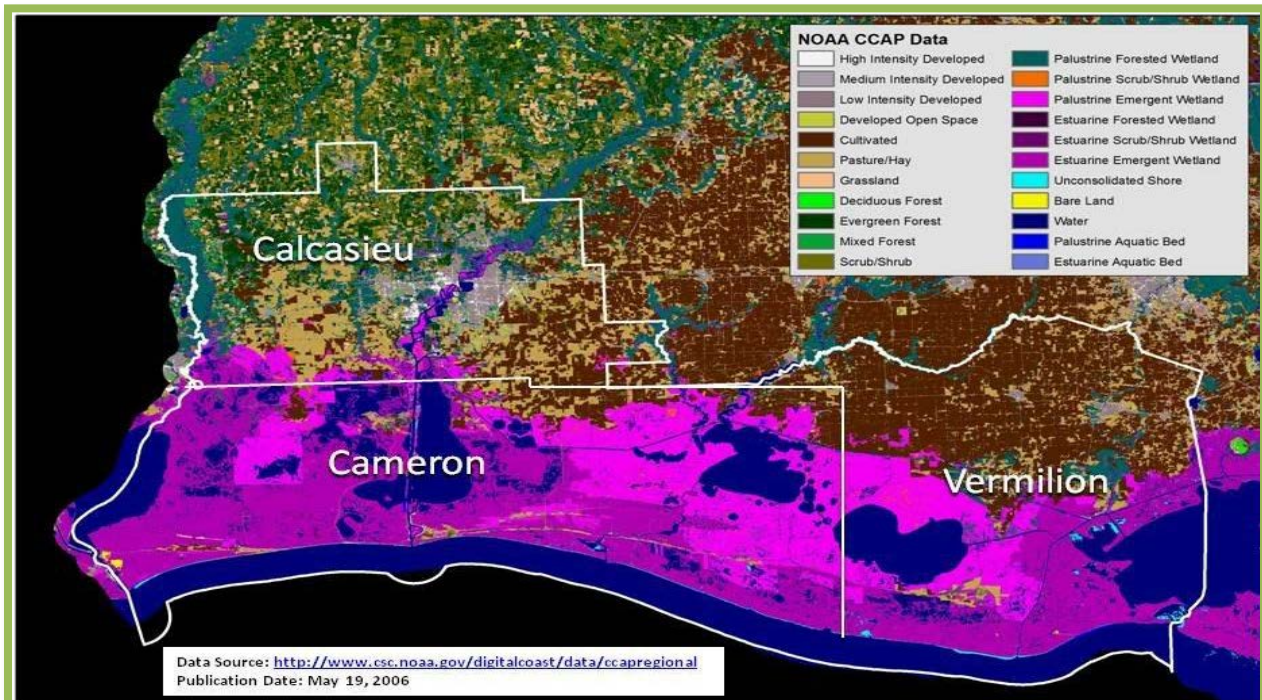 NOAA CCAP Data
High Intensity Developed
Medium Intensity Developed
Low Intensity Developed
Developed Open Space
Cultivated
Pasture/Hay
Grassland
Deciduous Forest
Evergreen Forest
Mixed Forest
Scrub/Shrub
Palustrine Forested Wetland
Palustrine Scrub/Shrub Wetland
Palustrine Emergent Wetland
Estuarine Forested Wetland
Estuarine Scrub/Shrub Wetland
Estuarine Emergent Wetland
Unconsolidated Shore
Bare Land
Water
Palustrine Aquatic Bed
Estuarine Aquatic Bed
Calcasieu
Cameron
Vermilion
Data Source: http://www.csc.noaa.gov/digitalcoast/data/ccapregional
Publication Date: May 19, 2006